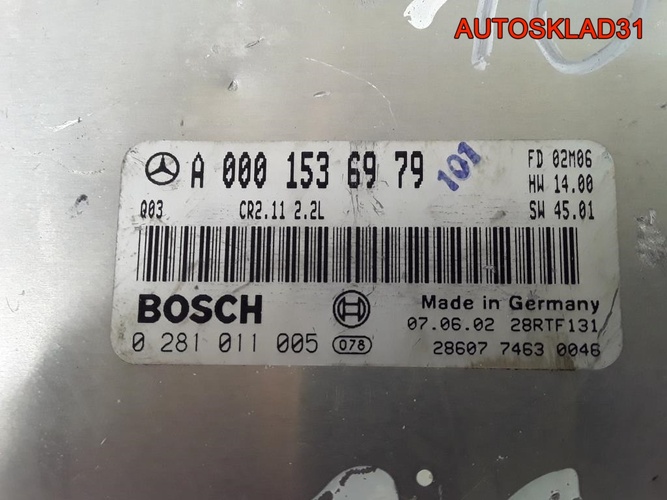 AUTOSKLAD31
A 000 153 69 79 101 FD 02M06
HW 14.00
Q03 CR2.11 2.2L SW 45.01
BOSCH Made in Germany
07.06.02 28RTF131
0 281 011 005 078 28607 7463 0046